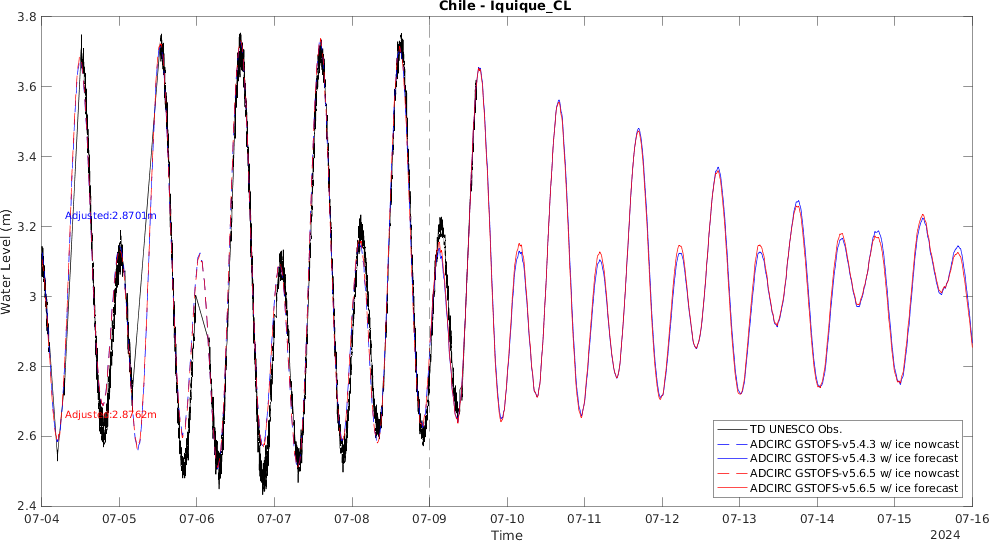 Chile - Iquique_CL
3.8
3.6
3.4
3.2
3
2.8
2.6
2.4
Water Level (m)
Adjusted:2.8701m
Adjusted:2.8762m
TD UNESCO Obs.
ADCIRC GSTOFS-v5.4.3 w/ ice nowcast
ADCIRC GSTOFS-v5.4.3 w/ ice forecast
ADCIRC GSTOFS-v5.6.5 w/ ice nowcast
ADCIRC GSTOFS-v5.6.5 w/ ice forecast
07-04 07-05 07-06 07-07 07-08 07-09 07-10 07-11 07-12 07-13 07-14 07-15 07-16
Time
2024